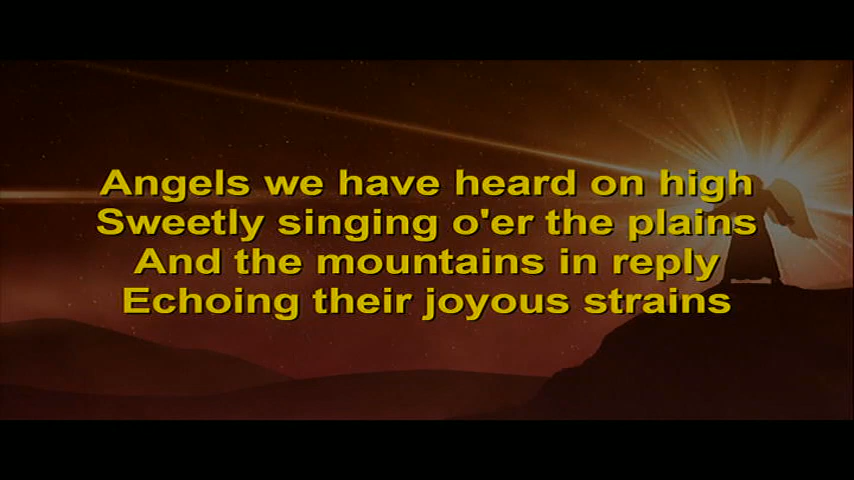 Angels we have heard on high
Sweetly singing o'er the plains
And the mountains in reply
Echoing their joyous strains